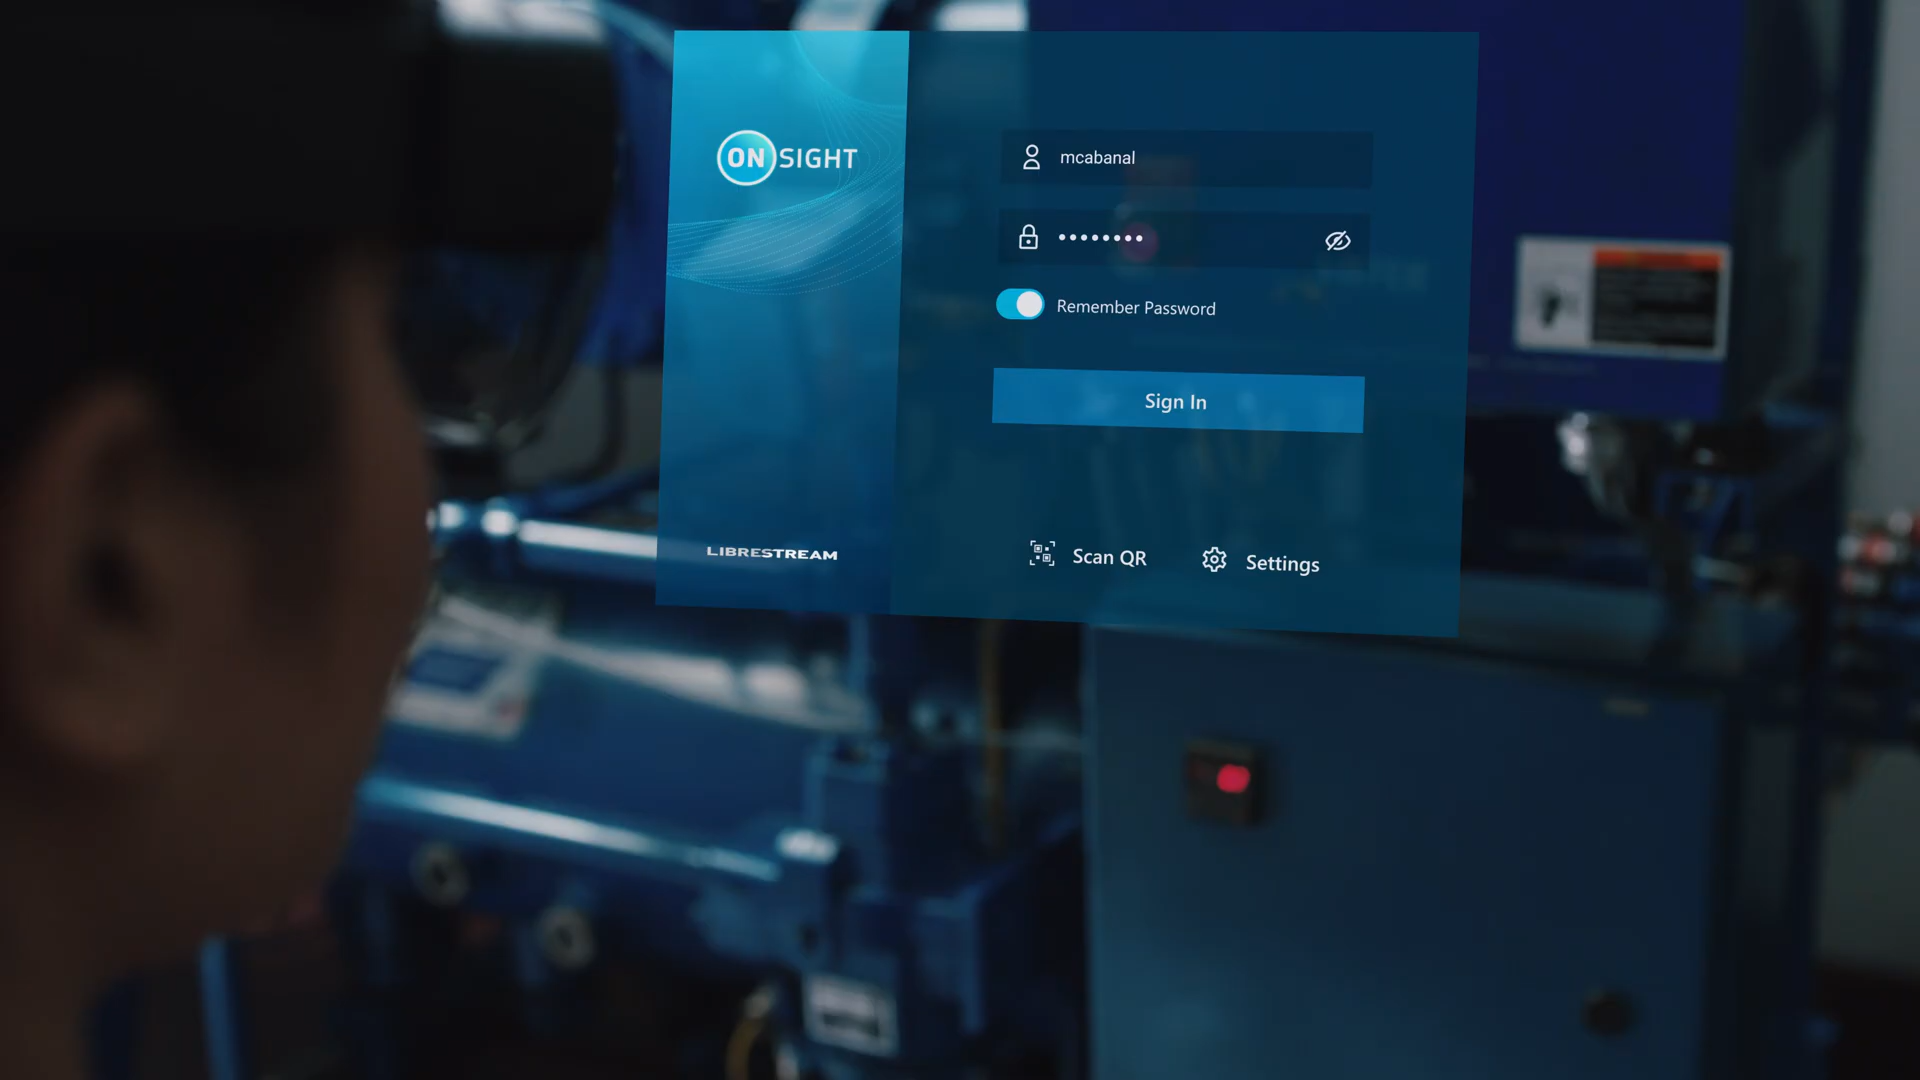 ON SIGHT
mcabanal
Remember Password
Sign In
LIBRESTREAM
Scan QR
Settings